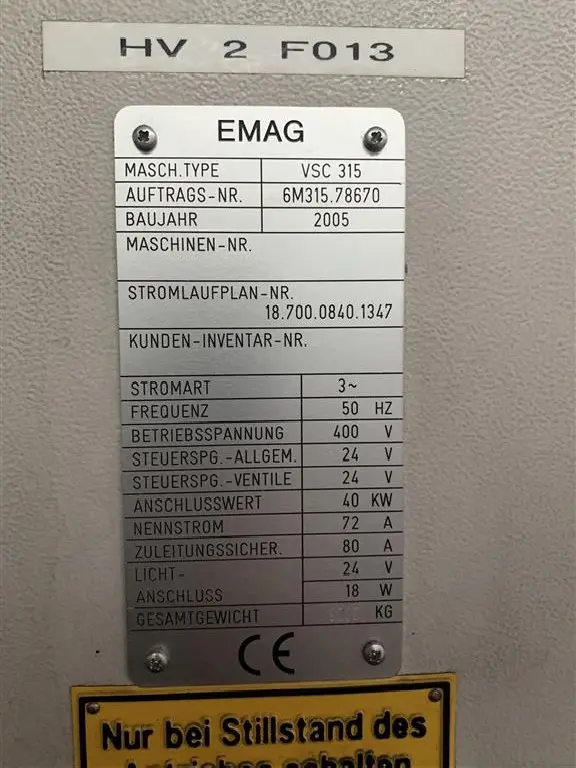 HV 2 F013
EMAG
MASCH.TYPE VSC 315
AUFTRAGS-NR. 6M315.78670
BAUJAHR 2005
MASCHINEN-NR.
STROMLAUFPLAN-NR.
18.700.0840.1347
KUNDEN-INVENTAR-NR.
STROMART 3~
FREQUENZ 50 HZ
BETRIEBSSPANNUNG 400 V
STEUERSPG.-ALLGEM. 24 V
STEUERSPG.-VENTILE 24 V
ANSCHLUSSWERT 40 KW
NENNSTROM 72 A
ZULEITUNGSSICHER. 80 A
LICHT- 24 V
ANSCHLUSS 18 W
GESAMTGEWICHT KG
CE
Nur bei Stillstand des
Antriebes schalten